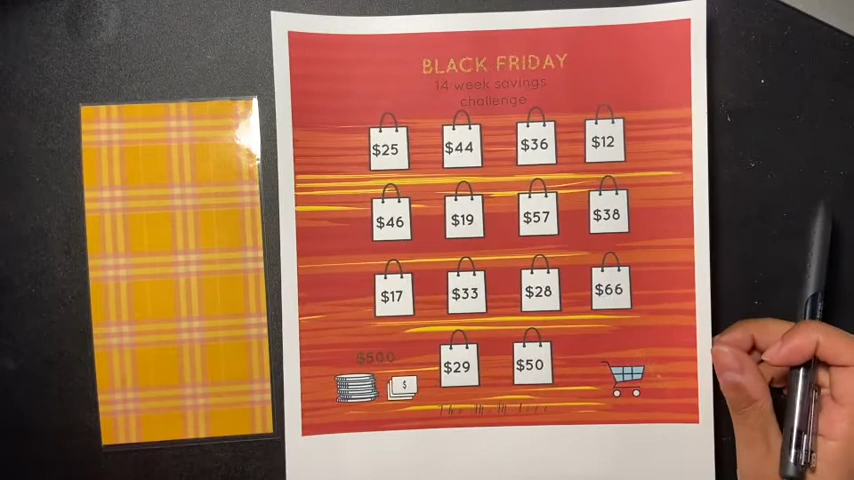 BLACK FRIDAY
14 week savings
challenge
$25 $44 $36 $12
$46 $19 $57 $38
$17 $33 $28 $66
$500 $29 $50
$